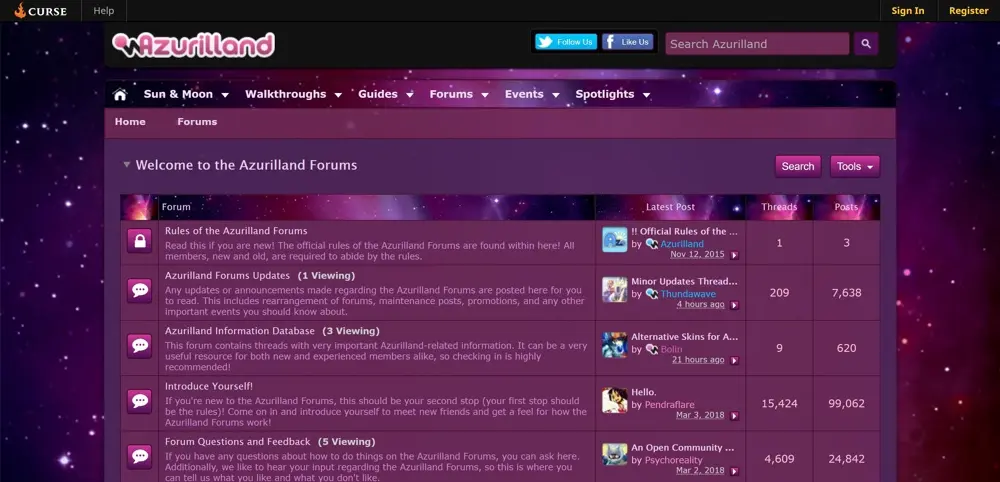 CURSE Help Sign In Register
Azurilland Follow Us Like Us Search Azurilland
Sun & Moon Walkthroughs Guides Forums Events Spotlights
Home Forums
Welcome to the Azurilland Forums Search Tools
Forum Latest Post Threads Posts
Rules of the Azurilland Forums
Read this if you are new! The official rules of the Azurilland Forums are found within here! All
members, new and old, are required to abide by the rules.
!! Official Rules of the ...
by Azurilland
Nov 12, 2015
1 3
Azurilland Forums Updates (1 Viewing)
Any updates or announcements made regarding the Azurilland Forums are posted here for you
to read. This includes rearrangement of forums, maintenance posts, promotions, and any other
important events you should know about.
Minor Updates Thread...
by Thundawave
4 hours ago
209 7,638
Azurilland Information Database (3 Viewing)
This forum contains threads with very important Azurilland-related information. It can be a very
useful resource for both new and experienced members alike, so checking in is highly
recommended!
Alternative Skins for A...
by Bolin
21 hours ago
9 620
Introduce Yourself!
If you're new to the Azurilland Forums, this should be your second stop (your first stop should
be the rules)! Come on in and introduce yourself to meet new friends and get a feel for how the
Azurilland Forums work!
Hello.
by Pendraflare
Mar 3, 2018
15,424 99,062
Forum Questions and Feedback (5 Viewing)
If you have any questions about how to do things on the Azurilland Forums, you can ask here.
Additionally, we like to hear your input regarding the Azurilland Forums, so this is where you
can tell us what you like and what you don't like.
An Open Community ...
by Psychoreality
Mar 2, 2018
4,609 24,842